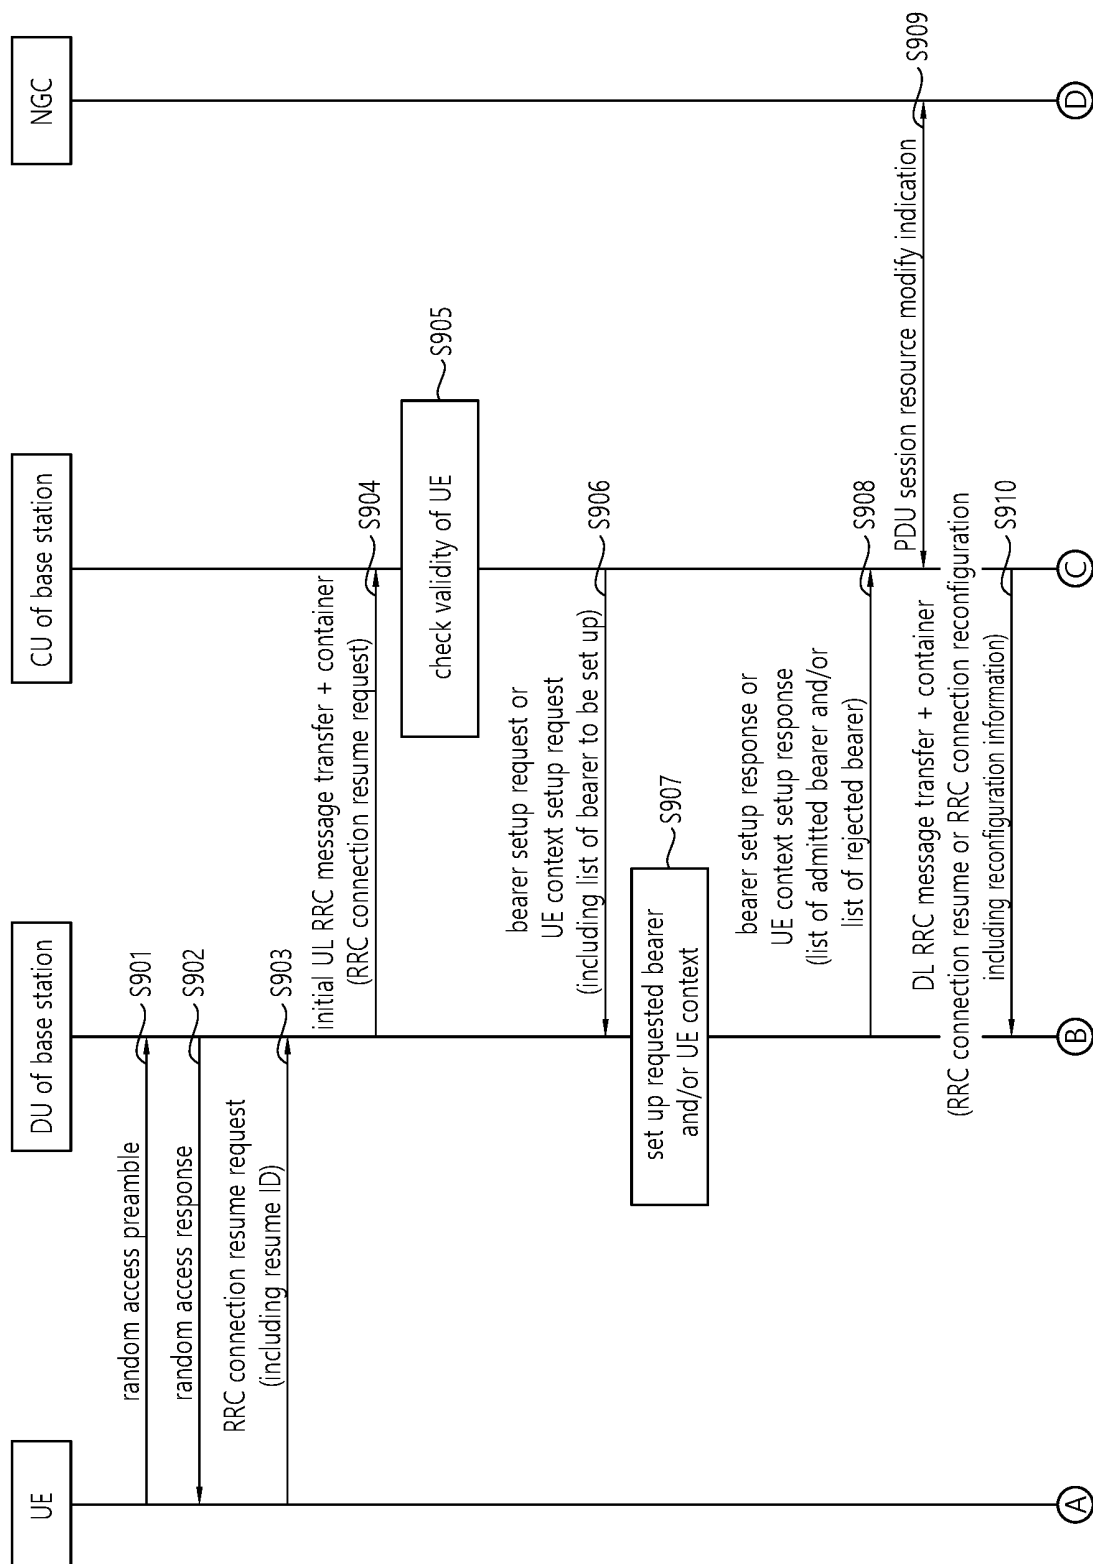 UE
DU of base station
CU of base station
NGC
random access preamble
S901
random access response
S902
RRC connection resume request
(including resume ID)
S903
initial UL RRC message transfer + container
(RRC connection resume request)
S904
check validity of UE
S905
bearer setup request or
UE context setup request
(including list of bearer to be set up)
S906
set up requested bearer
and/or UE context
S907
bearer setup response or
UE context setup response
(list of admitted bearer and/or
list of rejected bearer)
S908
PDU session resource modify indication
S909
DL RRC message transfer + container
(RRC connection resume or RRC connection reconfiguration
including reconfiguration information)
S910
A
B
C
D